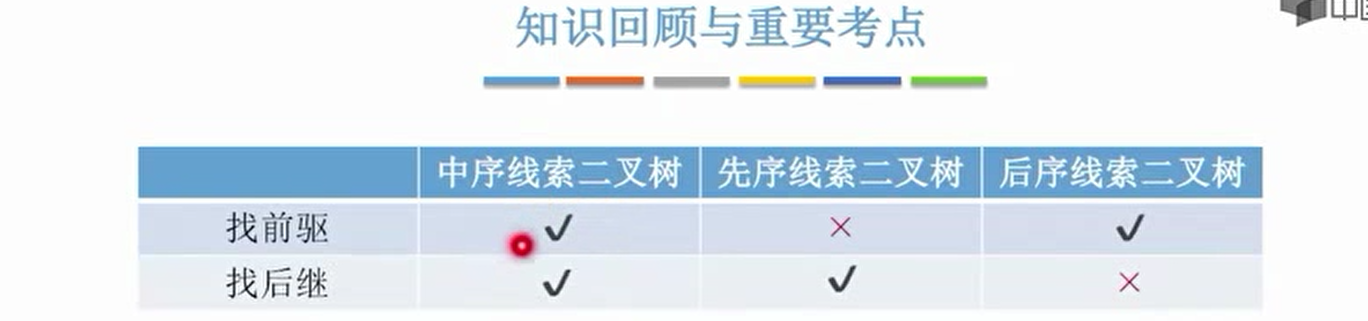 知识回顾与重要考点
中序线索二叉树 先序线索二叉树 后序线索二叉树
找前驱 ✓ × ✓
找后继 ✓ ✓ ×